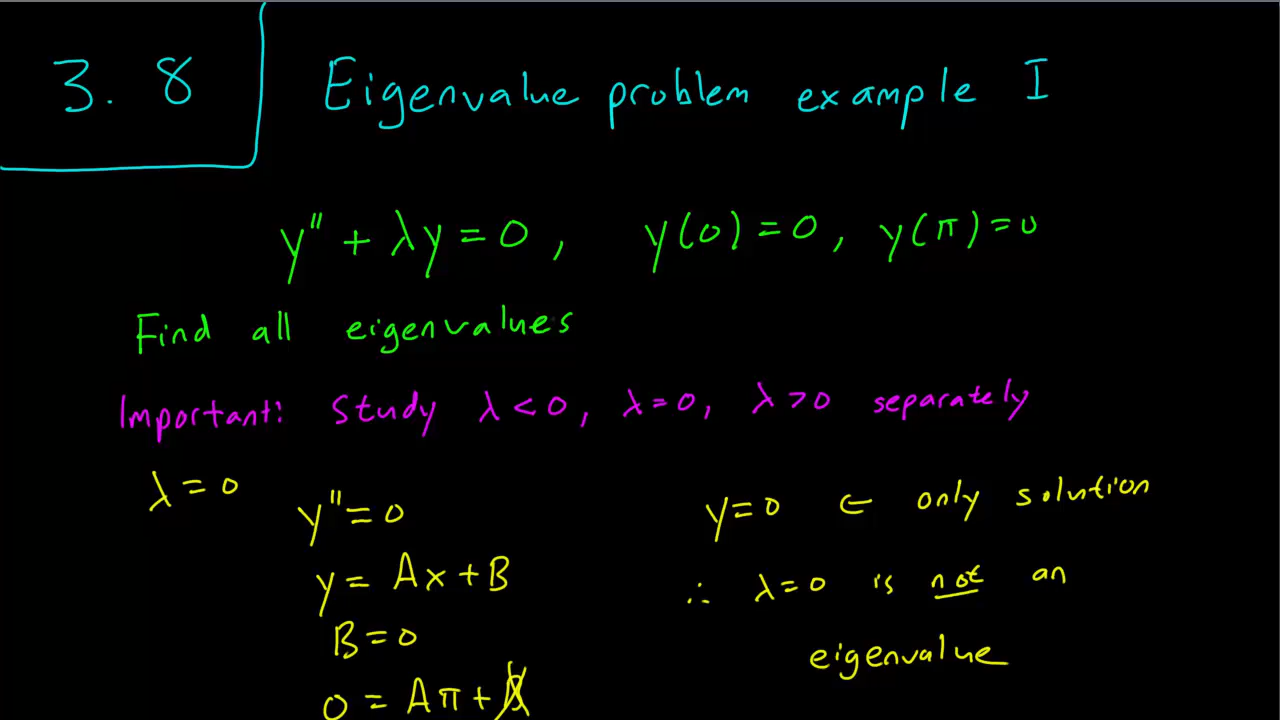 3. 8
Eigenvalue problem example I
y" + λy = 0, y(0) = 0, y(π) = 0
Find all eigenvalues
Important: Study λ < 0, λ = 0, λ > 0 separately
λ = 0
y" = 0
y = Ax + B
B = 0
0 = Aπ + B
y = 0 ← only solution
∴ λ = 0 is not an
eigenvalue